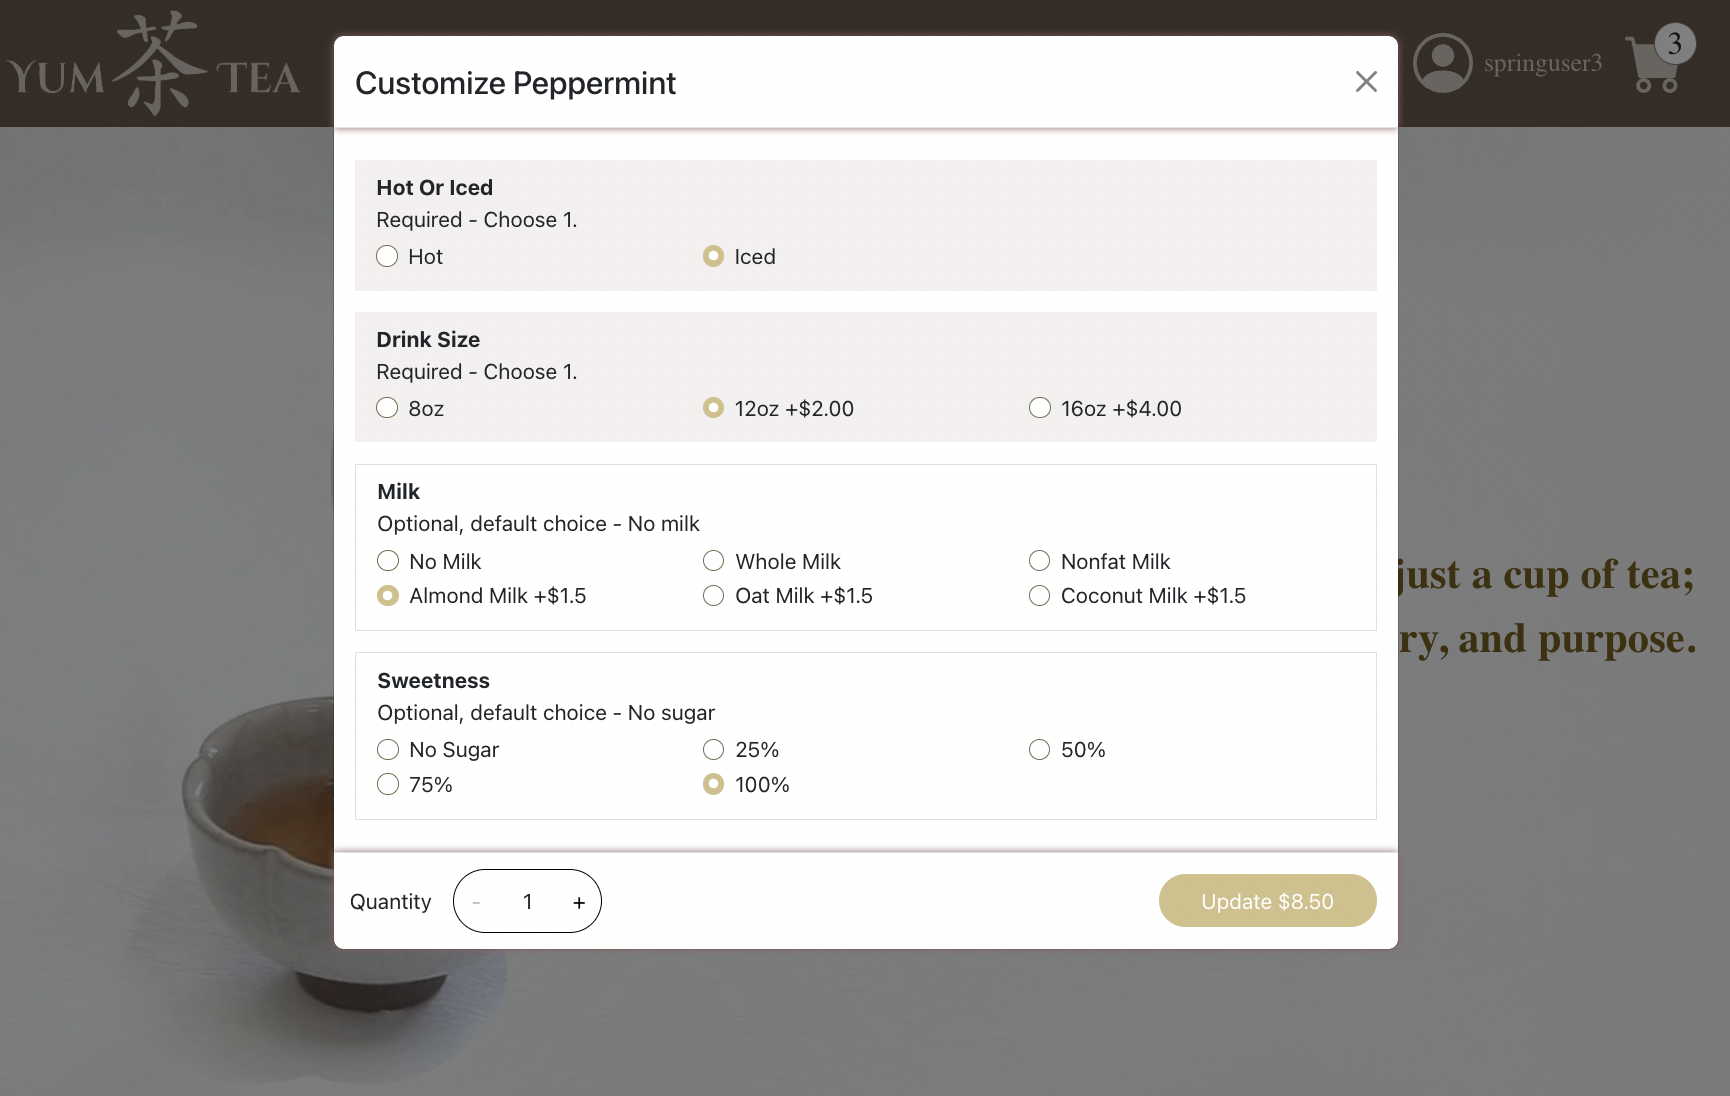 YUM 茶 TEA
springuser3
3
Customize Peppermint
Hot Or Iced
Required - Choose 1.
Hot
Iced
Drink Size
Required - Choose 1.
8oz
12oz +$2.00
16oz +$4.00
Milk
Optional, default choice - No milk
No Milk
Whole Milk
Nonfat Milk
Almond Milk +$1.5
Oat Milk +$1.5
Coconut Milk +$1.5
just a cup of tea;
ry, and purpose.
Sweetness
Optional, default choice - No sugar
No Sugar
25%
50%
75%
100%
Quantity
- 1 +
Update $8.50